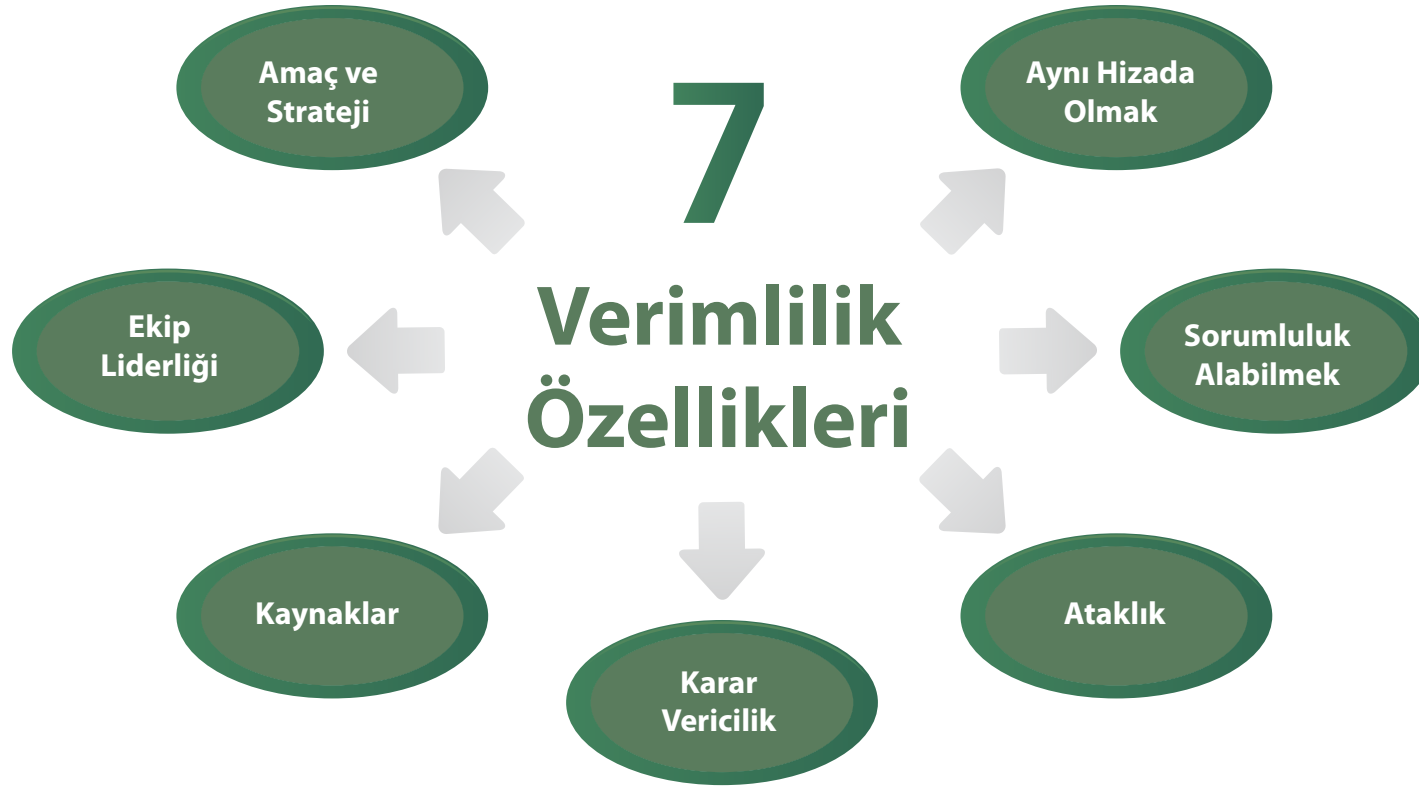 7
Verimlilik
Özellikleri
Amaç ve
Strateji
Aynı Hizada
Olmak
Ekip
Liderliği
Sorumluluk
Alabilmek
Kaynaklar
Ataklık
Karar
Vericilik